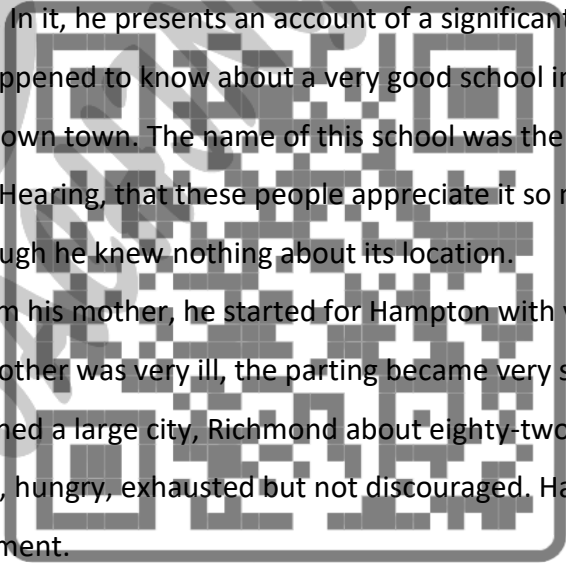 In it, he presents an account of a significant
ppened to know about a very good school in
own town. The name of this school was the
Hearing, that these people appreciate it so
ugh he knew nothing about its location.
m his mother, he started for Hampton with
other was very ill, the parting became very
ned a large city, Richmond about eighty-two
, hungry, exhausted but not discouraged. Ha
ment.